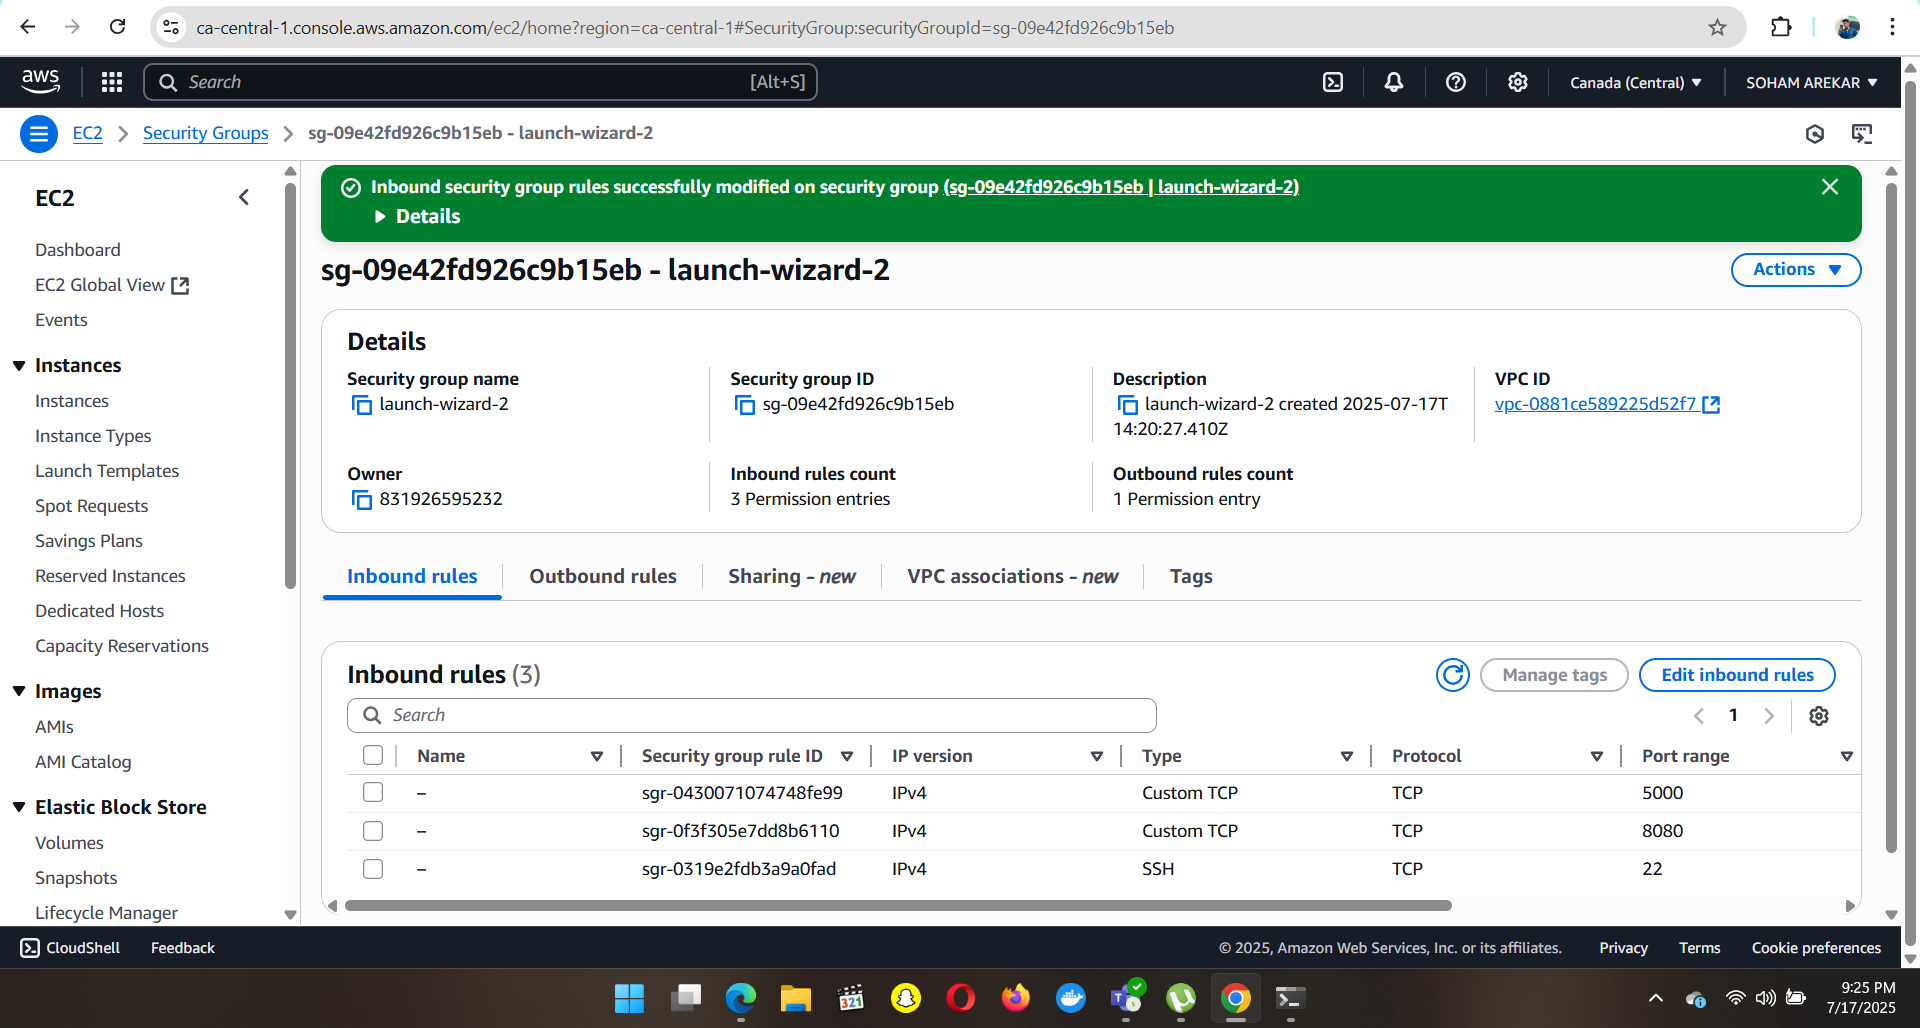 ca-central-1.console.aws.amazon.com/ec2/home?region=ca-central-1#SecurityGroup:securityGroupId=sg-09e42fd926c9b15eb
aws
Search [Alt+S]
Canada (Central)
SOHAM AREKAR
EC2
Security Groups
sg-09e42fd926c9b15eb - launch-wizard-2
EC2
Dashboard
EC2 Global View
Events
Instances
Instances
Instance Types
Launch Templates
Spot Requests
Savings Plans
Reserved Instances
Dedicated Hosts
Capacity Reservations
Images
AMIs
AMI Catalog
Elastic Block Store
Volumes
Snapshots
Lifecycle Manager
Inbound security group rules successfully modified on security group (sg-09e42fd926c9b15eb | launch-wizard-2)
Details
sg-09e42fd926c9b15eb - launch-wizard-2
Actions
Details
Security group name
launch-wizard-2
Security group ID
sg-09e42fd926c9b15eb
Description
launch-wizard-2 created 2025-07-17T
14:20:27.410Z
VPC ID
vpc-0881ce589225d52f7
Owner
831926595232
Inbound rules count
3 Permission entries
Outbound rules count
1 Permission entry
Inbound rules
Outbound rules
Sharing - new
VPC associations - new
Tags
Inbound rules (3)
Manage tags
Edit inbound rules
Search
1
Name Security group rule ID IP version Type Protocol Port range
– sgr-0430071074748fe99 IPv4 Custom TCP TCP 5000
– sgr-0f3f305e7dd8b6110 IPv4 Custom TCP TCP 8080
– sgr-0319e2fdb3a9a0fad IPv4 SSH TCP 22
CloudShell
Feedback
© 2025, Amazon Web Services, Inc. or its affiliates.
Privacy
Terms
Cookie preferences
321
T
S
9:25 PM
7/17/2025